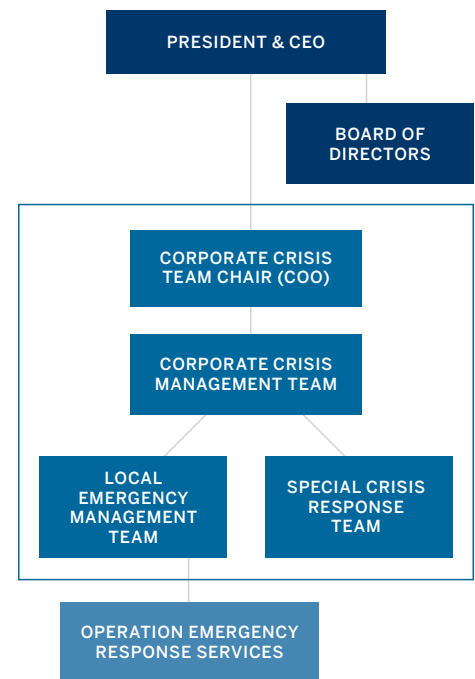 PRESIDENT & CEO
BOARD OF
DIRECTORS
CORPORATE CRISIS
TEAM CHAIR (COO)
CORPORATE CRISIS
MANAGEMENT TEAM
LOCAL
EMERGENCY
MANAGEMENT
TEAM
SPECIAL CRISIS
RESPONSE
TEAM
OPERATION EMERGENCY
RESPONSE SERVICES